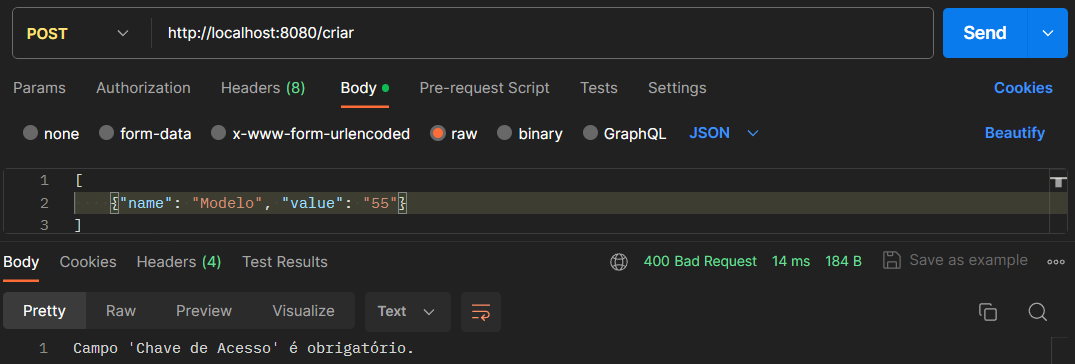 POST http://localhost:8080/criar Send
Params Authorization Headers (8) Body Pre-request Script Tests Settings Cookies
none form-data x-www-form-urlencoded raw binary GraphQL JSON Beautify
1 [
2 {"name": "Modelo", "value": "55"}
3 ]
Body Cookies Headers (4) Test Results 400 Bad Request 14 ms 184 B Save as example
Pretty Raw Preview Visualize Text
1 Campo 'Chave de Acesso' é obrigatório.